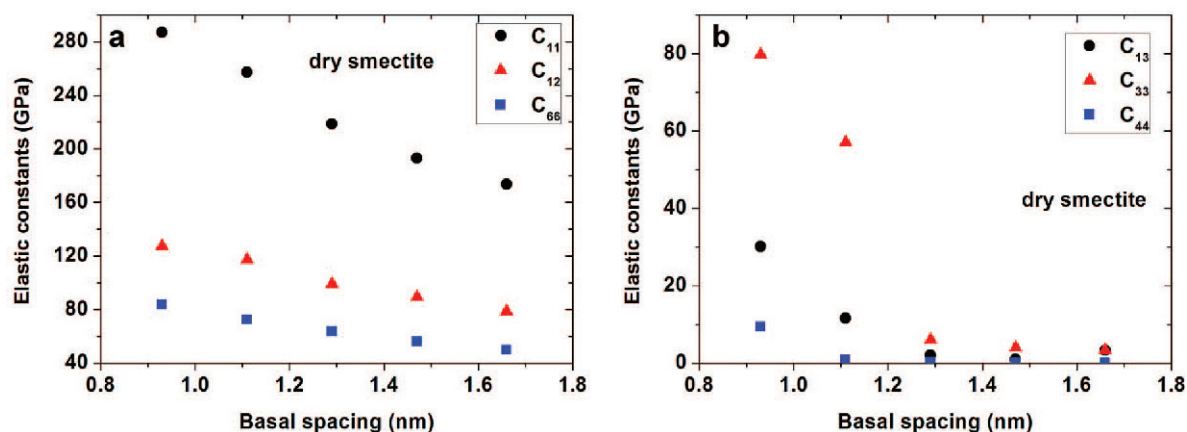 a
dry smectite
C11
C12
C66
280
240
200
160
120
80
40
Elastic constants (GPa)
0.8 1.0 1.2 1.4 1.6 1.8
Basal spacing (nm)
b
C13
C33
C44
dry smectite
80
60
40
20
0
Elastic constants (GPa)
0.8 1.0 1.2 1.4 1.6 1.8
Basal spacing (nm)